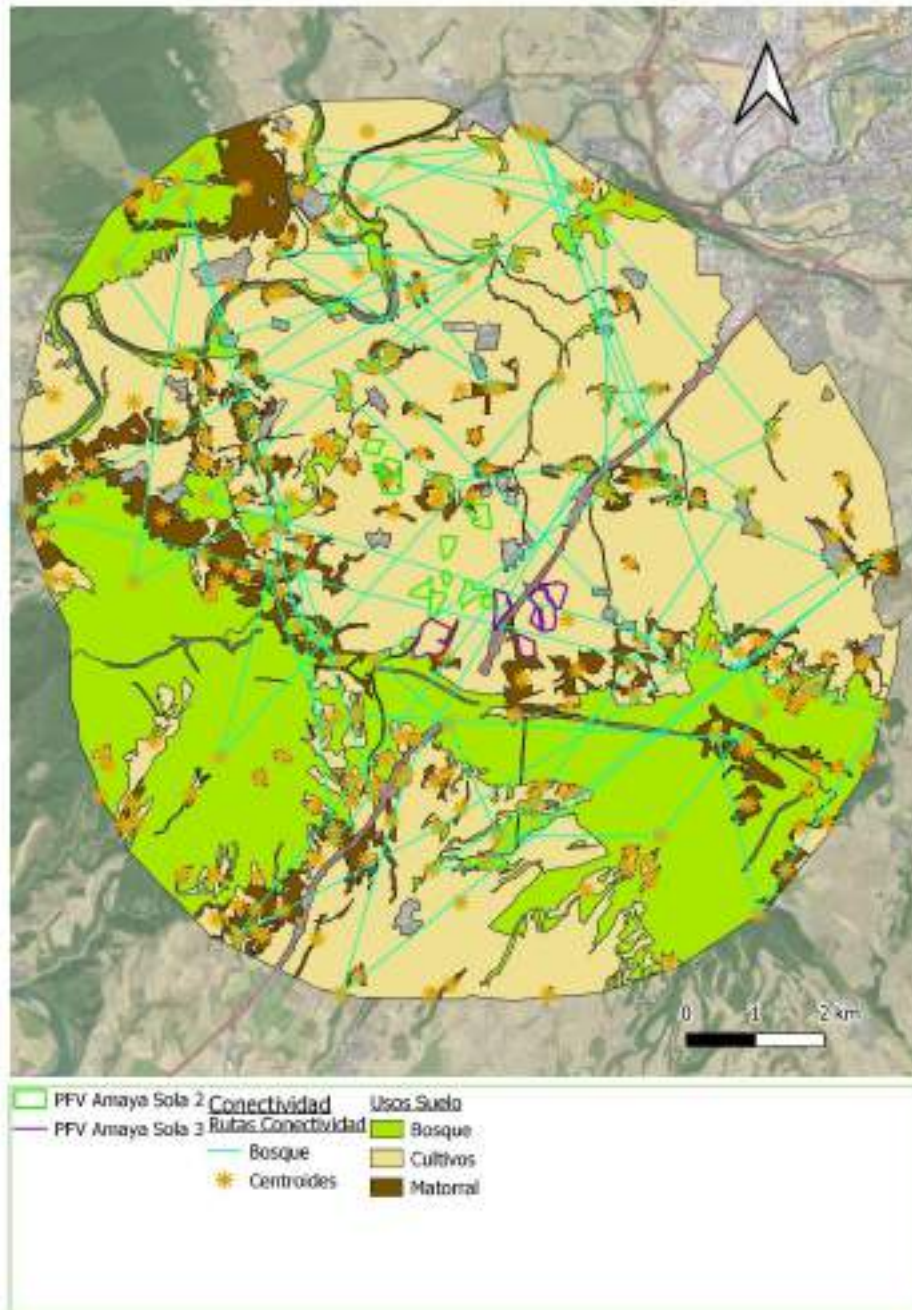 0 1 2 km
PFV Amaya Sola 2
PFV Amaya Sola 3
Conectividad
Rutas Conectividad
Bosque
Centroides
Usos Suelo
Bosque
Cultivos
Matorral